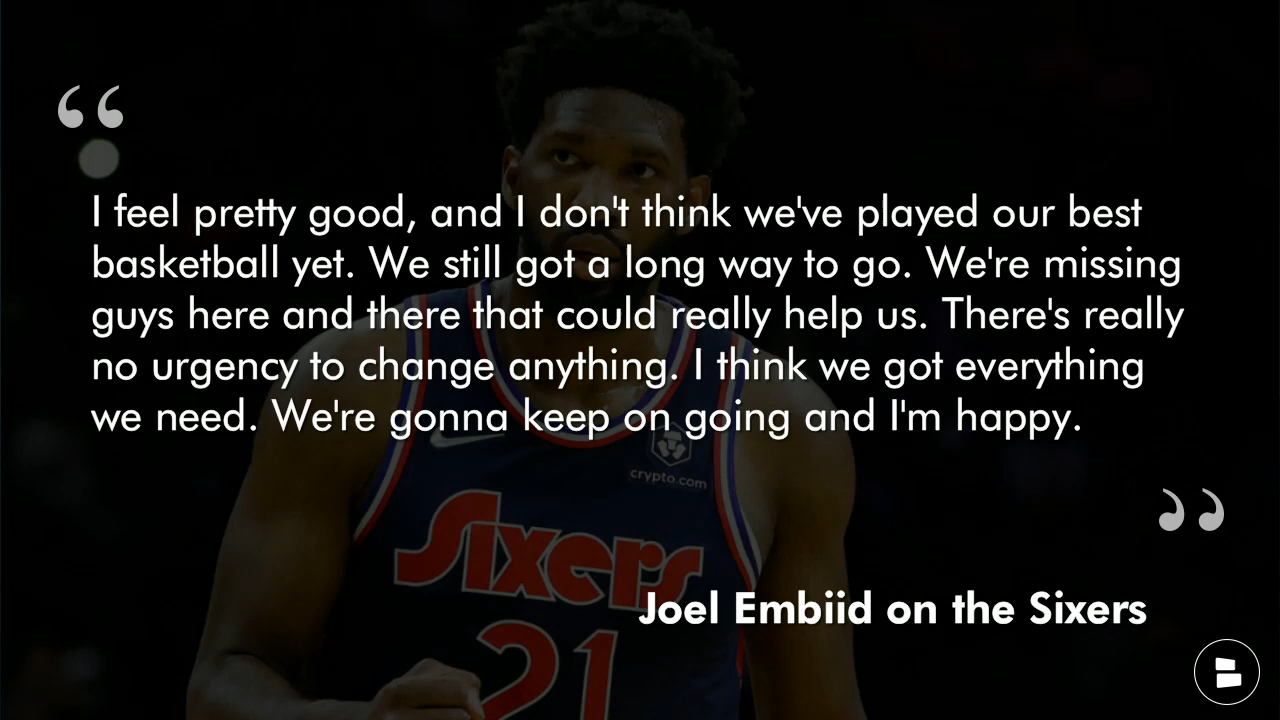 “
I feel pretty good, and I don't think we've played our best
basketball yet. We still got a long way to go. We're missing
guys here and there that could really help us. There's really
no urgency to change anything. I think we got everything
we need. We're gonna keep on going and I'm happy.
crypto.com
”
Sixers
Joel Embiid on the Sixers
21